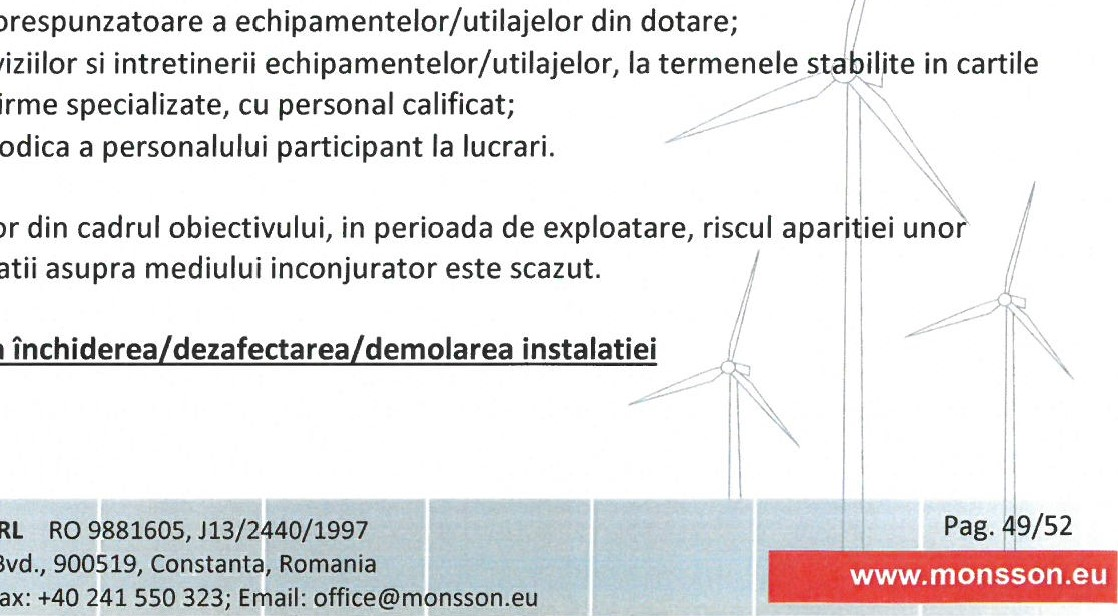 orespunzatoare a echipamentelor/utilajelor din dotare;
viziilor si intretinerii echipamentelor/utilajelor, la termenele stabilite in cartile
irme specializate, cu personal calificat;
odica a personalului participant la lucrari.
or din cadrul obiectivului, in perioada de exploatare, riscul aparitiei unor
atii asupra mediului inconjurator este scazut.
închiderea/dezafectarea/demolarea instalatiei
RL RO 9881605, J13/2440/1997
Pag. 49/52
Bvd., 900519, Constanta, Romania
www.monsson.eu
ax: +40 241 550 323; Email: office@monsson.eu